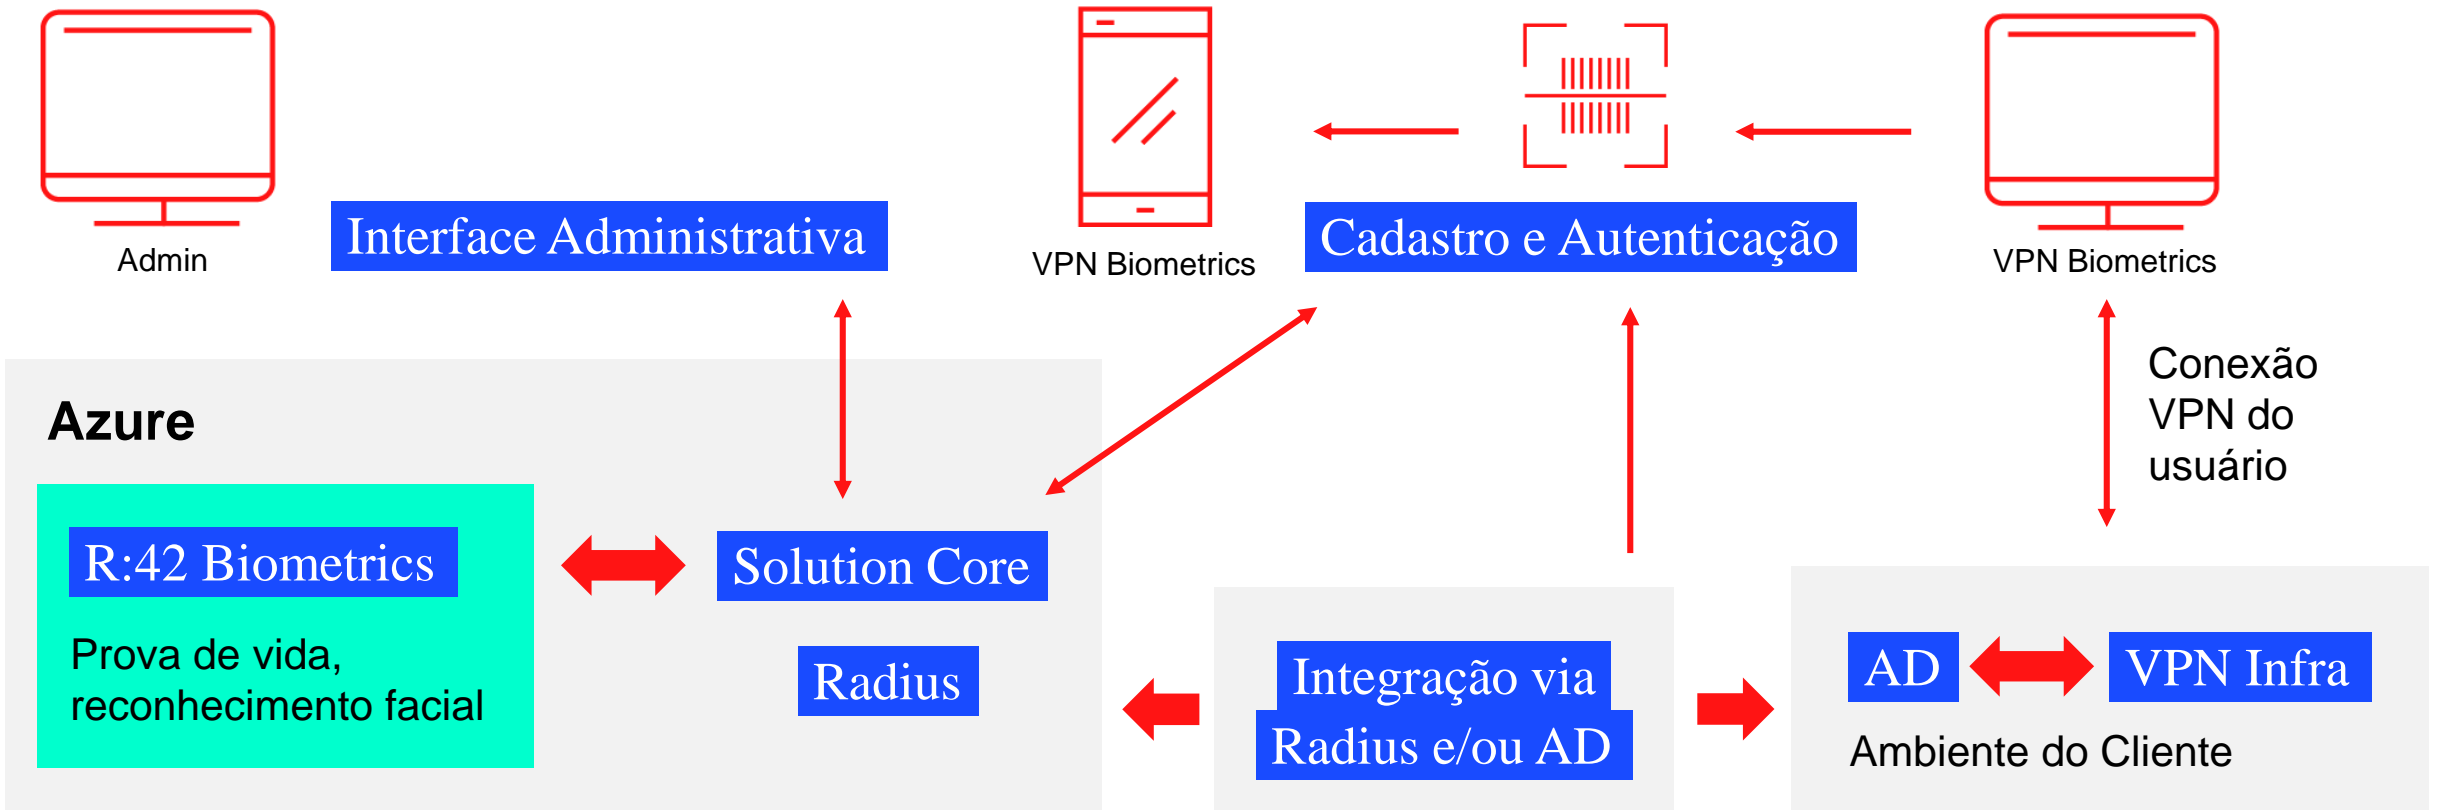 Admin
Interface Administrativa
VPN Biometrics
Cadastro e Autenticação
VPN Biometrics
Conexão
VPN do
usuário
Azure
R:42 Biometrics
Prova de vida,
reconhecimento facial
Solution Core
Radius
Integração via
Radius e/ou AD
AD
VPN Infra
Ambiente do Cliente